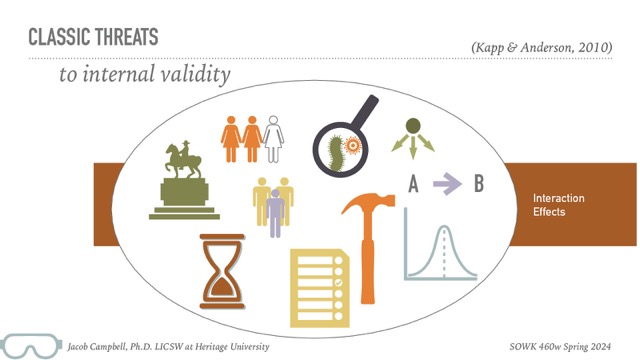 CLASSIC THREATS
(Kapp & Anderson, 2010)
to internal validity
A B
Interaction
Effects
Jacob Campbell, Ph.D. LICSW at Heritage University
SOWK 460w Spring 2024